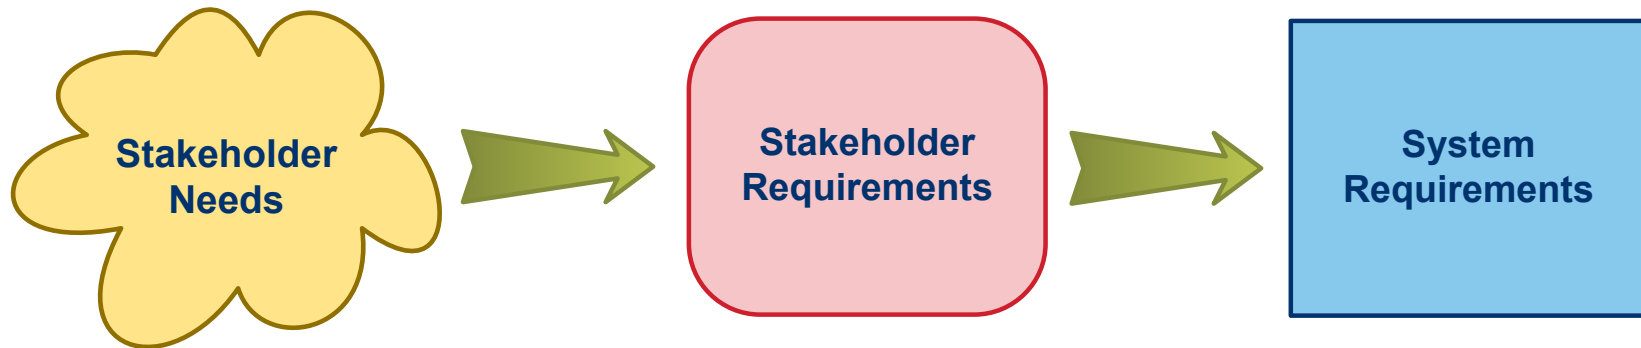 Stakeholder
Needs
Stakeholder
Requirements
System
Requirements